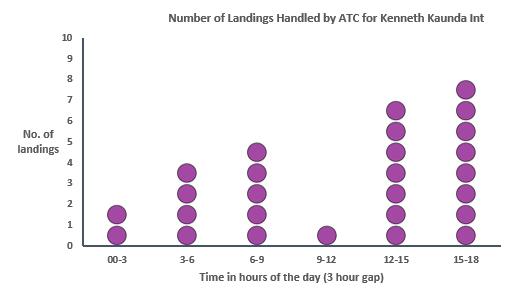 Number of Landings Handled by ATC for Kenneth Kaunda Int
10
9
8
7
6
5
4
3
2
1
0
No. of
landings
00-3 3-6 6-9 9-12 12-15 15-18
Time in hours of the day (3 hour gap)